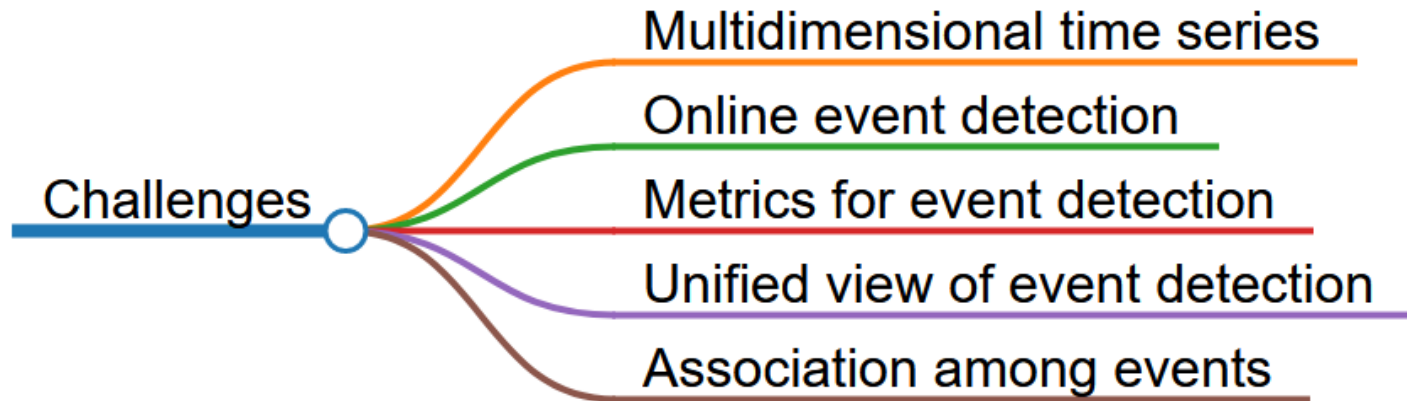 Challenges
Multidimensional time series
Online event detection
Metrics for event detection
Unified view of event detection
Association among events